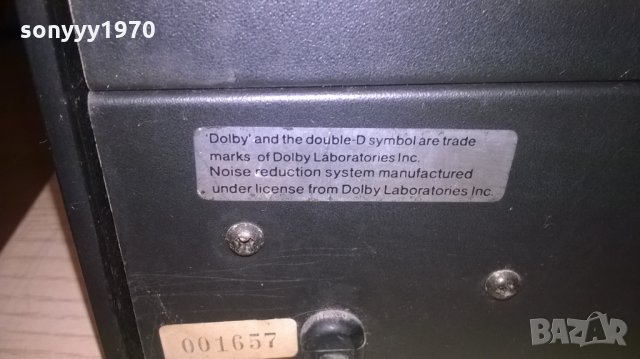 sonyyy1970
'Dolby' and the double-D symbol are trade
marks of Dolby Laboratories Inc.
Noise reduction system manufactured
under license from Dolby Laboratories Inc.
001657
BAZAR